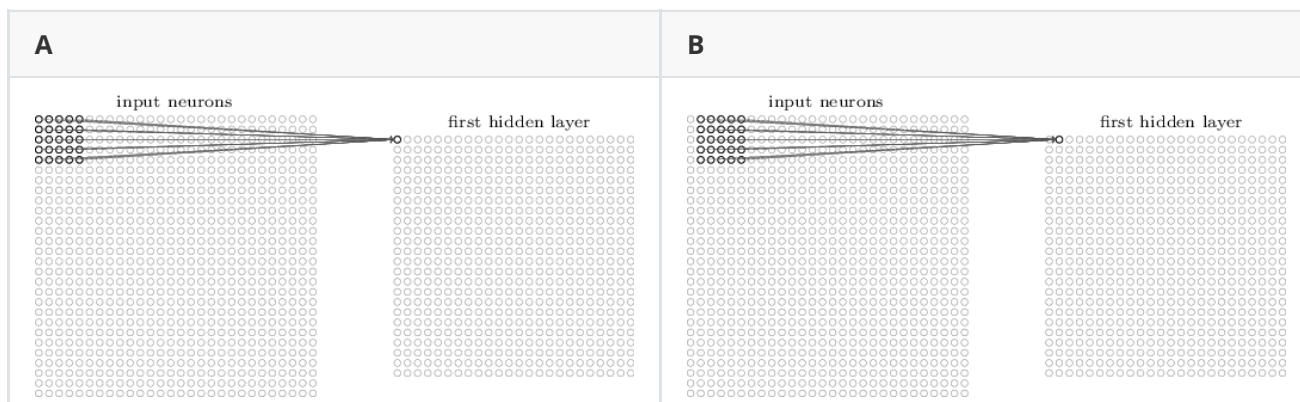 A
B
input neurons
first hidden layer
input neurons
first hidden layer